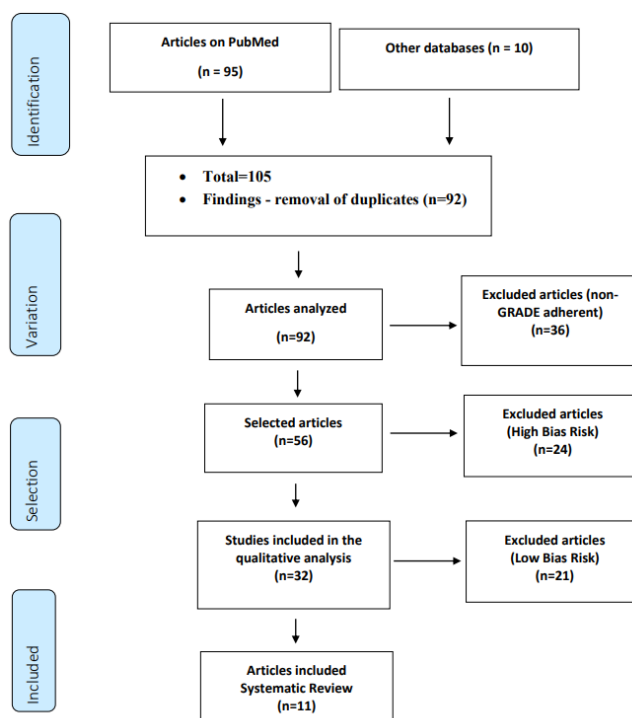 Identification
Articles on PubMed
(n = 95)
Other databases (n = 10)
• Total=105
• Findings - removal of duplicates (n=92)
Variation
Articles analyzed
(n=92)
Excluded articles (non-
GRADE adherent)
(n=36)
Selection
Selected articles
(n=56)
Excluded articles
(High Bias Risk)
(n=24)
Studies included in the
qualitative analysis
(n=32)
Excluded articles
(Low Bias Risk)
(n=21)
Included
Articles included
Systematic Review
(n=11)